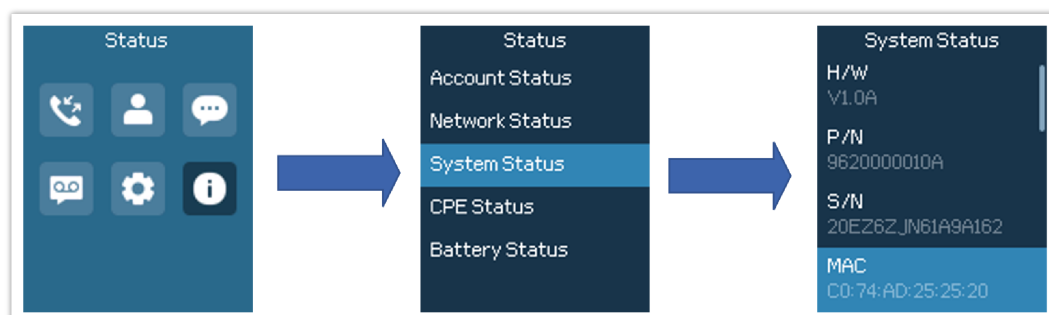 Status
Status
Account Status
Network Status
System Status
CPE Status
Battery Status
System Status
H/W
V1.0A
P/N
9620000010A
S/N
20EZ6ZJN61A9A162
MAC
C0:74:AD:25:25:20